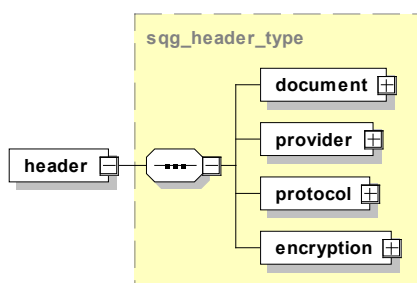 sqg_header_type
document
provider
header
protocol
encryption